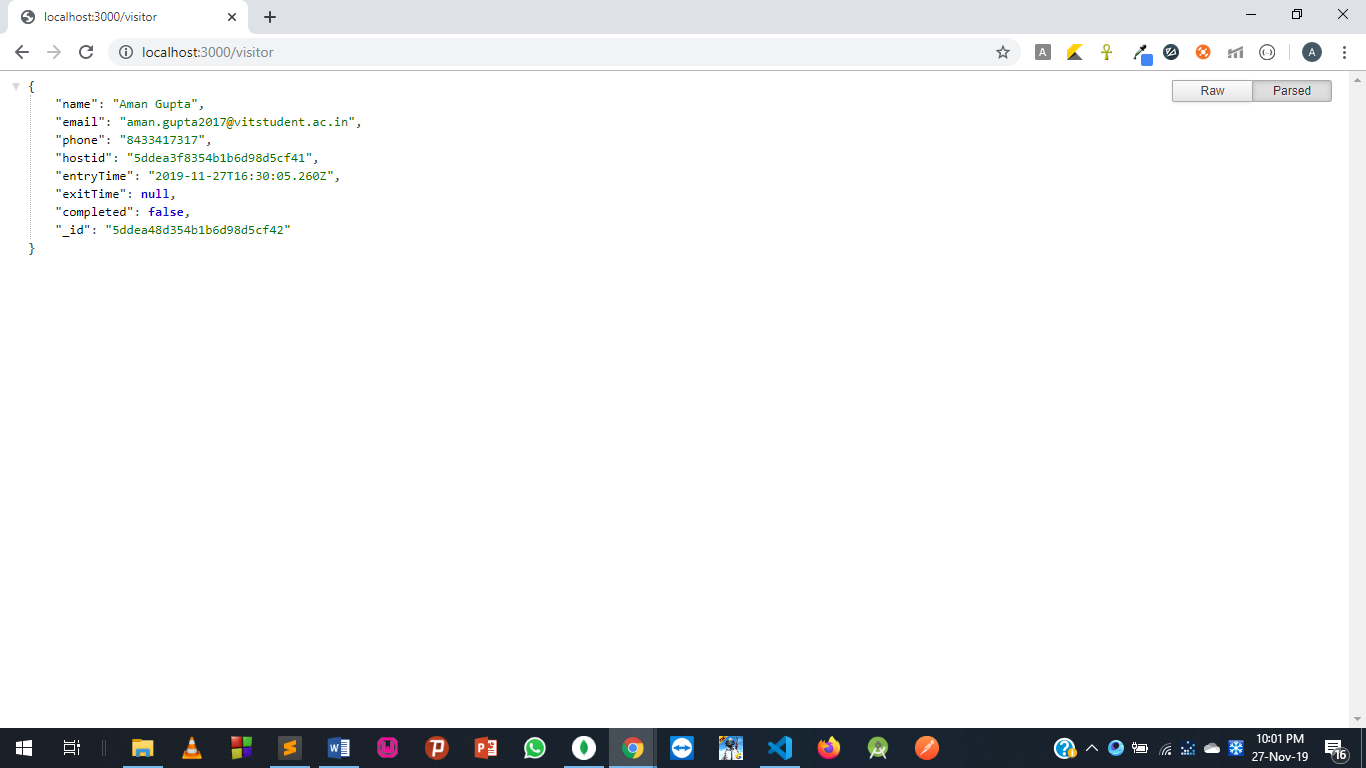 localhost:3000/visitor
localhost:3000/visitor
A
A
Raw
Parsed
{
"name": "Aman Gupta",
"email": "aman.gupta2017@vitstudent.ac.in",
"phone": "8433417317",
"hostid": "5ddea3f8354b1b6d98d5cf41",
"entryTime": "2019-11-27T16:30:05.260Z",
"exitTime": null,
"completed": false,
"_id": "5ddea48d354b1b6d98d5cf42"
}
10:01 PM
27-Nov-19
16